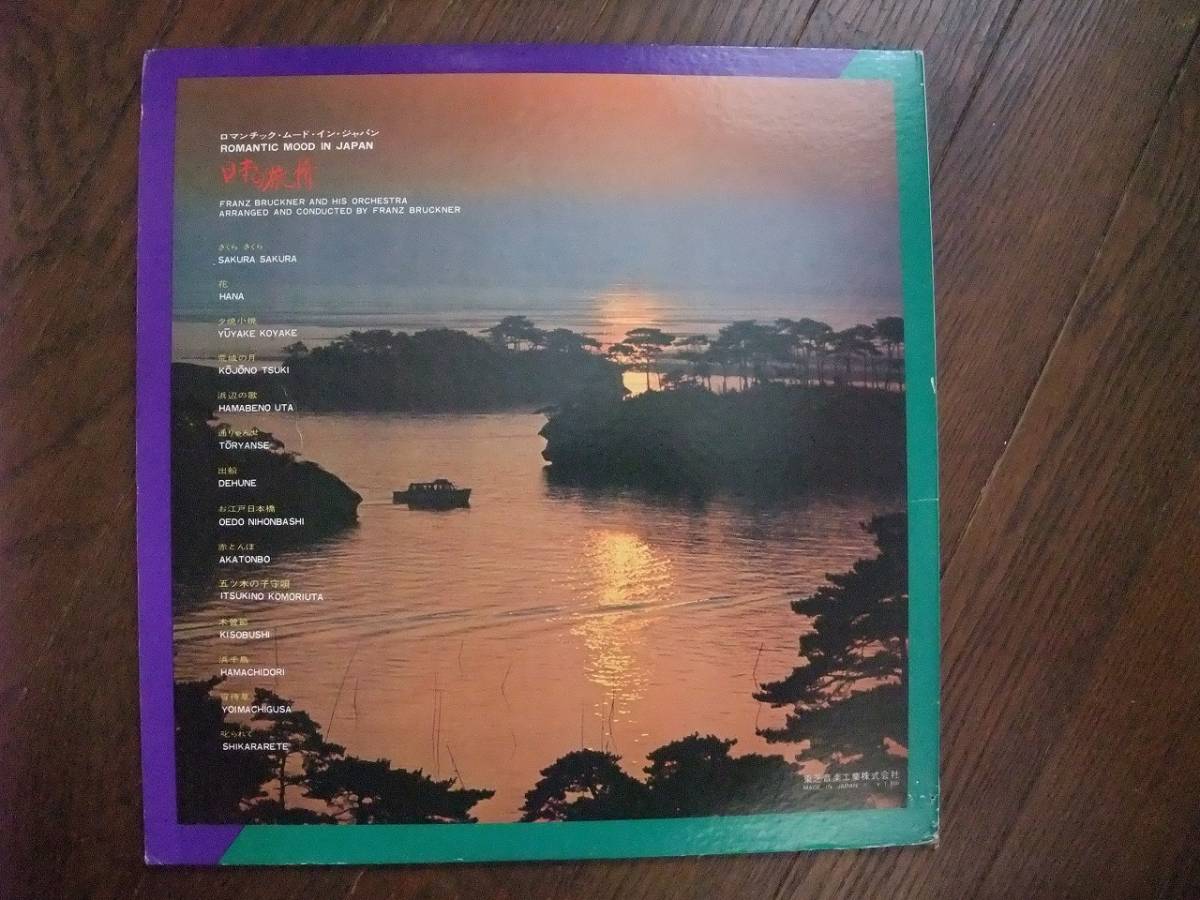 ロマンチック・ムード・イン・ジャパン
ROMANTIC MOOD IN JAPAN
日本の旅情
FRANZ BRUCKNER AND HIS ORCHESTRA
ARRANGED AND CONDUCTED BY FRANZ BRUCKNER
さくら さくら
SAKURA SAKURA
花
HANA
夕焼小焼
YŪYAKE KOYAKE
荒城の月
KŌJŌNO TSUKI
浜辺の歌
HAMABENO UTA
通りゃんせ
TŌRYANSE
出船
DEHUNE
お江戸日本橋
OEDO NIHONBASHI
赤とんぼ
AKATONBO
五ツ木の子守唄
ITSUKINO KOMORIUTA
木曽節
KISOBUSHI
浜千鳥
HAMACHIDORI
宵待草
YOIMACHIGUSA
叱られて
SHIKARARETE
東芝音楽工業株式会社
MADE IN JAPAN